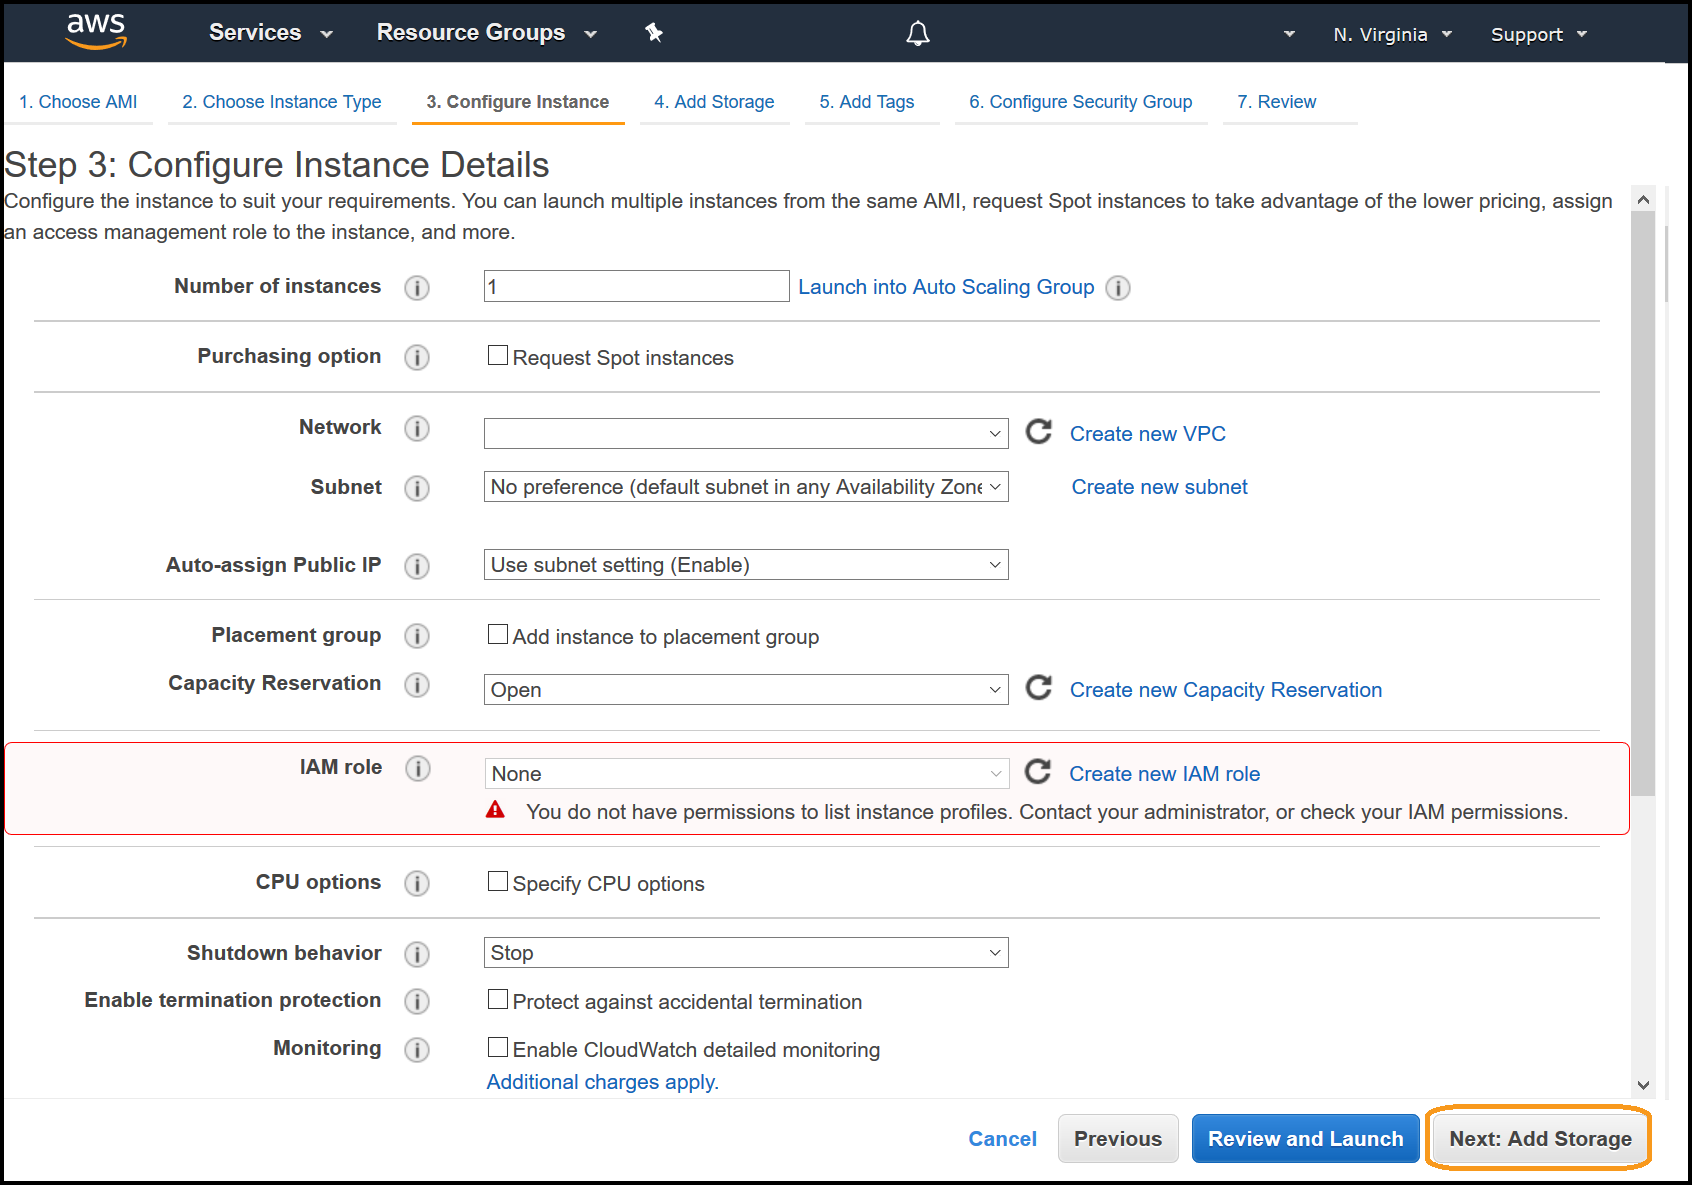 aws Services Resource Groups N. Virginia Support
1. Choose AMI 2. Choose Instance Type 3. Configure Instance 4. Add Storage 5. Add Tags 6. Configure Security Group 7. Review
Step 3: Configure Instance Details
Configure the instance to suit your requirements. You can launch multiple instances from the same AMI, request Spot instances to take advantage of the lower pricing, assign
an access management role to the instance, and more.
Number of instances i 1 Launch into Auto Scaling Group i
Purchasing option i Request Spot instances
Network i Create new VPC
Subnet i No preference (default subnet in any Availability Zone Create new subnet
Auto-assign Public IP i Use subnet setting (Enable)
Placement group i Add instance to placement group
Capacity Reservation i Open Create new Capacity Reservation
IAM role i None Create new IAM role
You do not have permissions to list instance profiles. Contact your administrator, or check your IAM permissions.
CPU options i Specify CPU options
Shutdown behavior i Stop
Enable termination protection i Protect against accidental termination
Monitoring i Enable CloudWatch detailed monitoring
Additional charges apply.
Cancel Previous Review and Launch Next: Add Storage